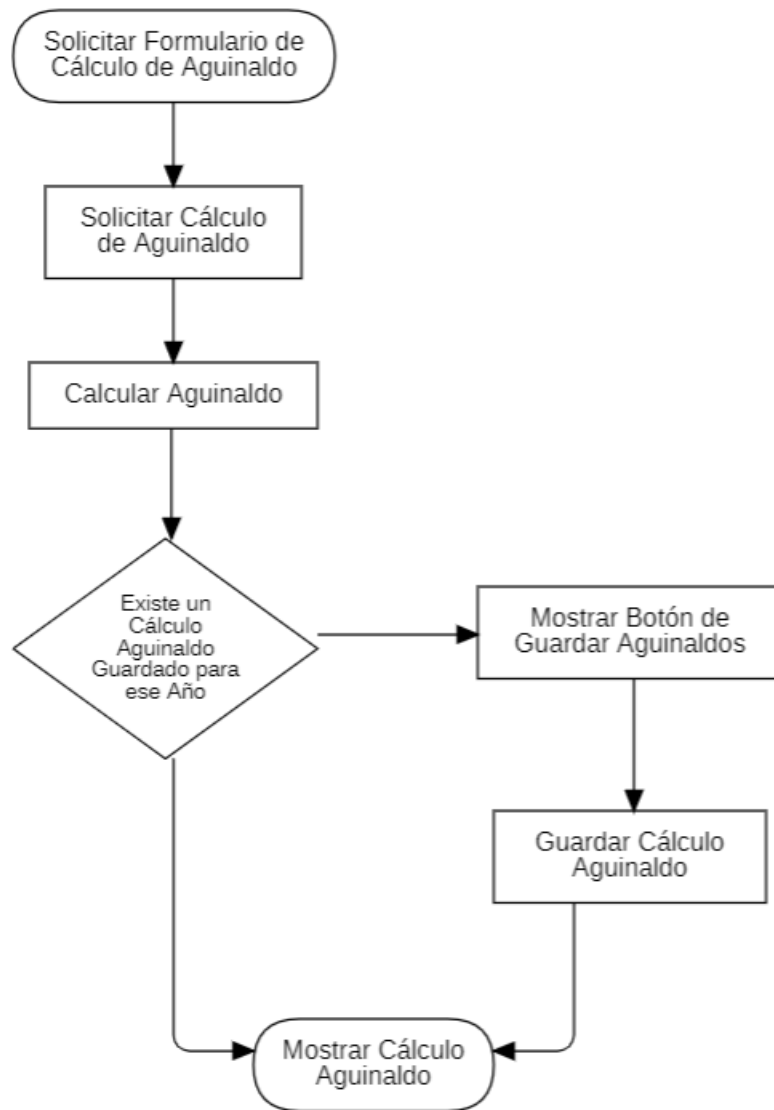 Solicitar Formulario de
Cálculo de Aguinaldo
Solicitar Cálculo
de Aguinaldo
Calcular Aguinaldo
Existe un
Cálculo
Aguinaldo
Guardado para
ese Año
Mostrar Botón de
Guardar Aguinaldos
Guardar Cálculo
Aguinaldo
Mostrar Cálculo
Aguinaldo